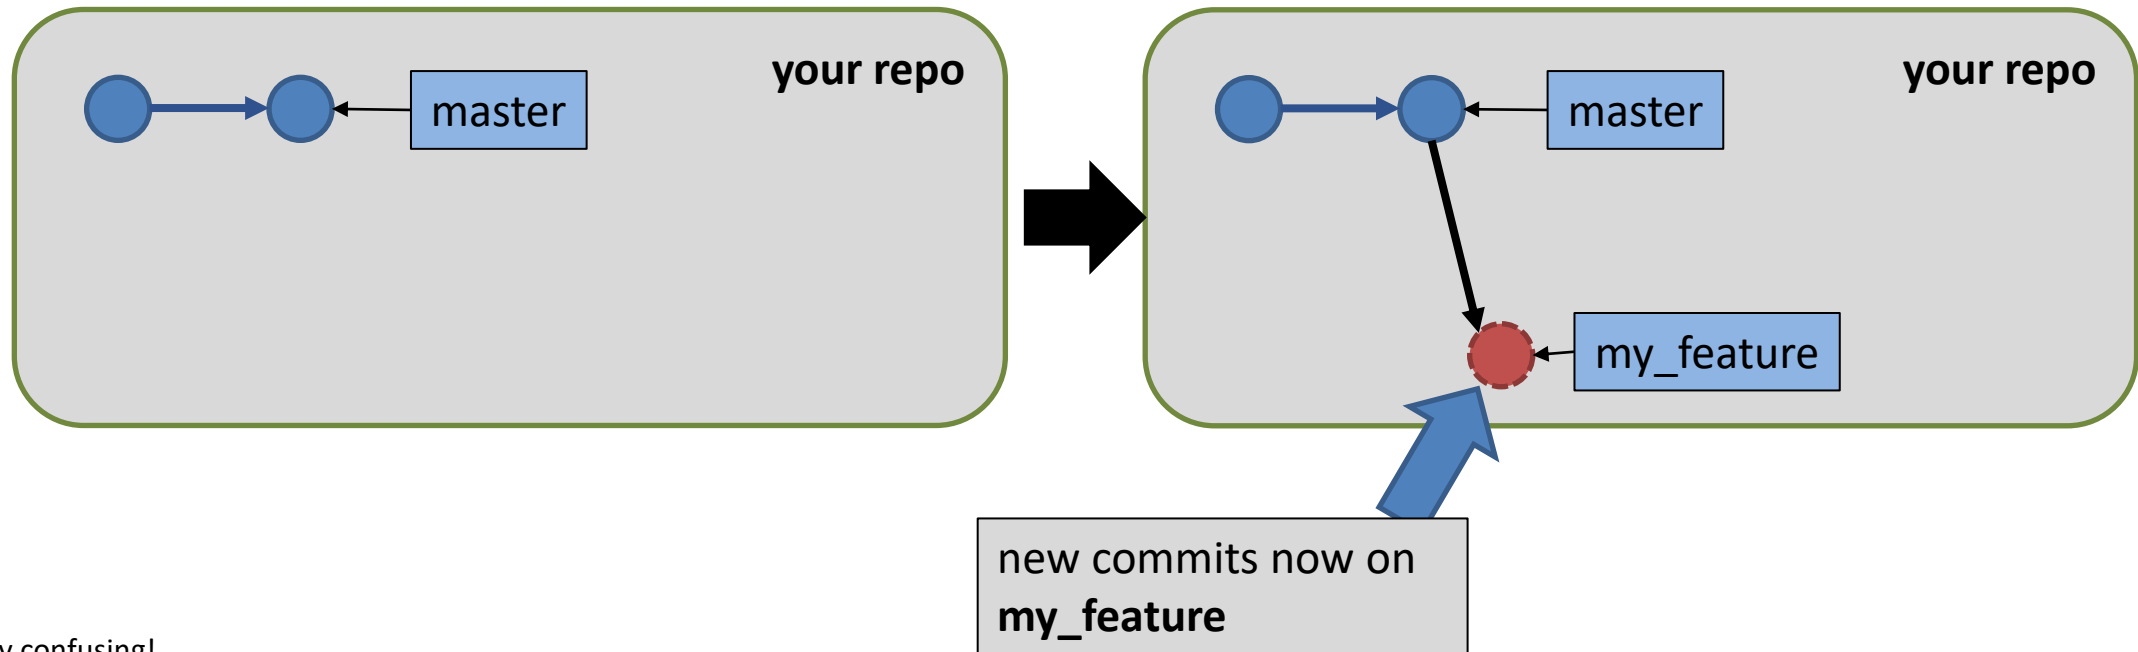 your repo
master
your repo
master
my_feature
new commits now on
my_feature
confusing!